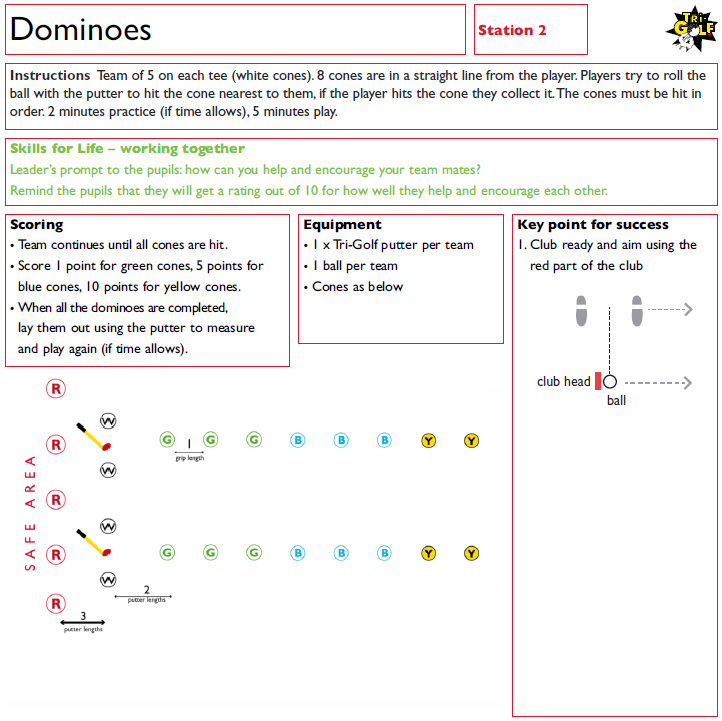 Dominoes
Station 2
TRi-
GOLF
Instructions Team of 5 on each tee (white cones). 8 cones are in a straight line from the player. Players try to roll the
ball with the putter to hit the cone nearest to them, if the player hits the cone they collect it. The cones must be hit in
order. 2 minutes practice (if time allows), 5 minutes play.
Skills for Life – working together
Leader's prompt to the pupils: how can you help and encourage your team mates?
Remind the pupils that they will get a rating out of 10 for how well they help and encourage each other.
Scoring
• Team continues until all cones are hit.
• Score 1 point for green cones, 5 points for
blue cones, 10 points for yellow cones.
• When all the dominoes are completed,
lay them out using the putter to measure
and play again (if time allows).
Equipment
• 1 x Tri-Golf putter per team
• 1 ball per team
• Cones as below
Key point for success
1. Club ready and aim using the
red part of the club
club head
ball
SAFE AREA
R
W
R
G G G B B B Y Y
1
grip length
W
R
W
R
G G G B B B Y Y
W
2
putter lengths
R
3
putter lengths